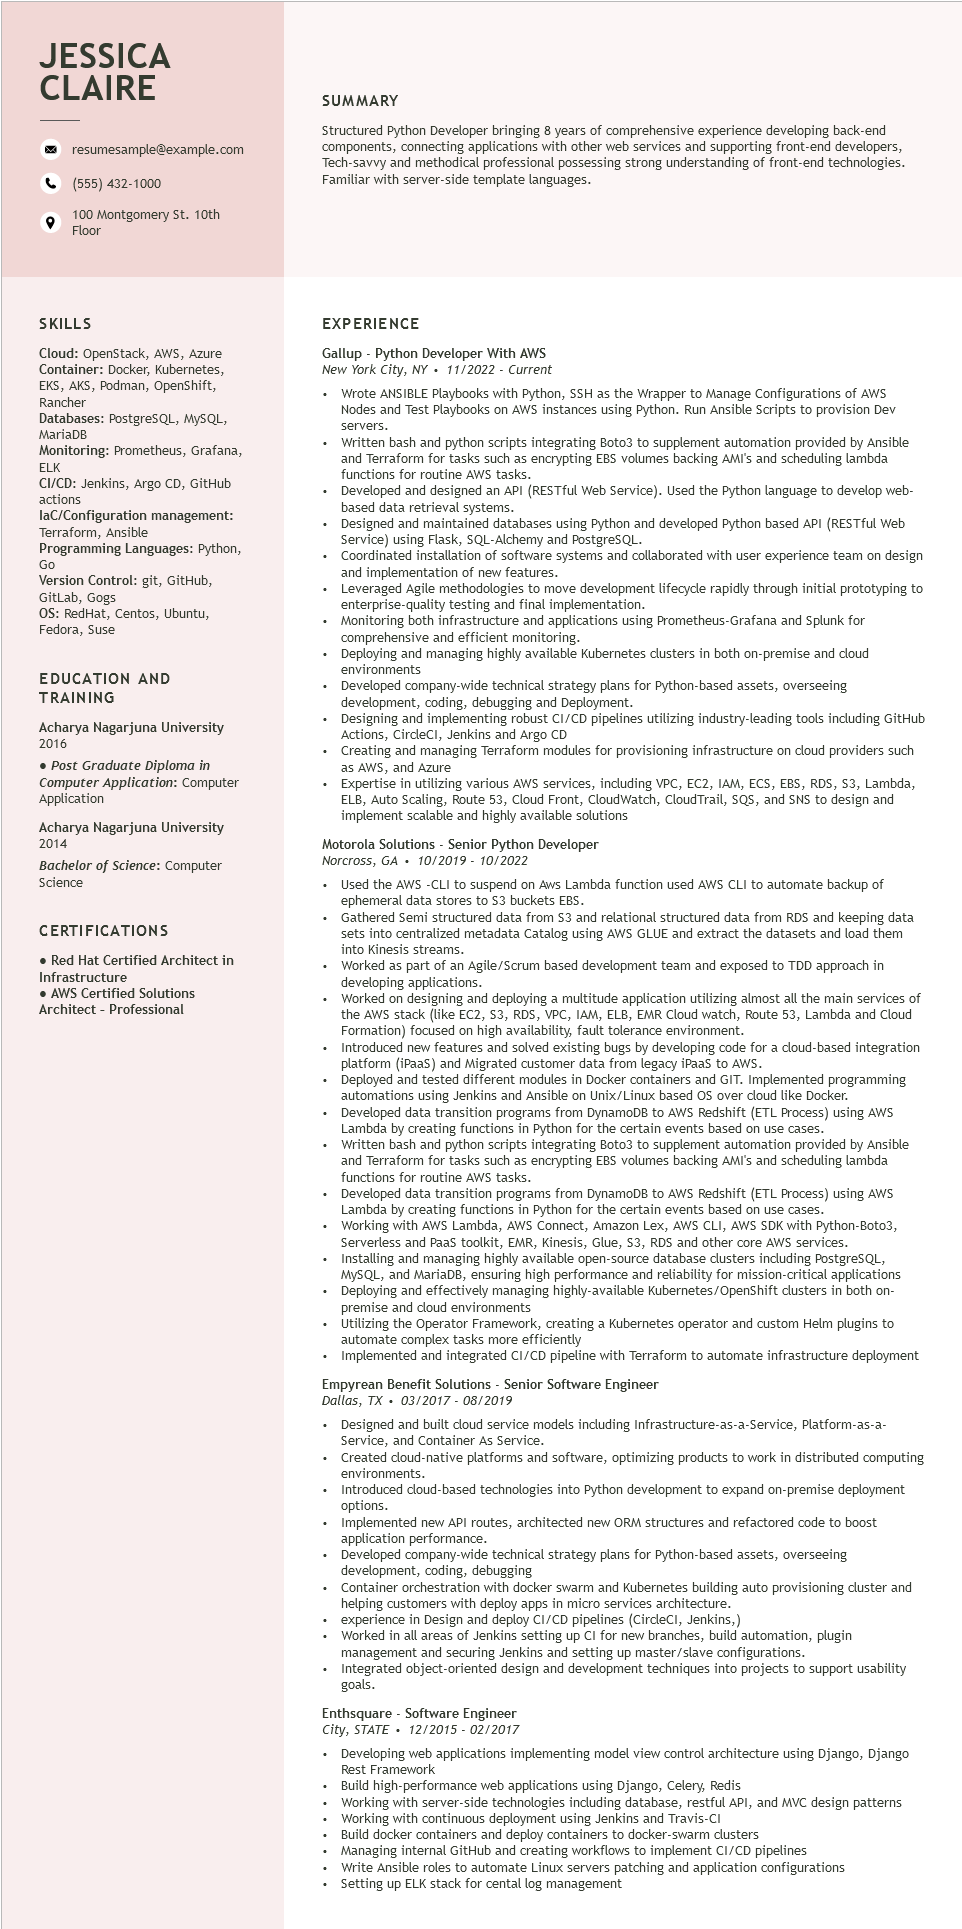 JESSICA
CLAIRE
resumesample@example.com
(555) 432-1000
100 Montgomery St. 10th
Floor
SUMMARY
Structured Python Developer bringing 8 years of comprehensive experience developing back-end
components, connecting applications with other web services and supporting front-end developers,
Tech-savvy and methodical professional possessing strong understanding of front-end technologies.
Familiar with server-side template languages.
SKILLS
Cloud: OpenStack, AWS, Azure
Container: Docker, Kubernetes,
EKS, AKS, Podman, OpenShift,
Rancher
Databases: PostgreSQL, MySQL,
MariaDB
Monitoring: Prometheus, Grafana,
ELK
CI/CD: Jenkins, Argo CD, GitHub
actions
IaC/Configuration management:
Terraform, Ansible
Programming Languages: Python,
Go
Version Control: git, GitHub,
GitLab, Gogs
OS: RedHat, Centos, Ubuntu,
Fedora, Suse
EDUCATION AND
TRAINING
Acharya Nagarjuna University
2016
● Post Graduate Diploma in
Computer Application: Computer
Application
Acharya Nagarjuna University
2014
Bachelor of Science: Computer
Science
CERTIFICATIONS
● Red Hat Certified Architect in
Infrastructure
● AWS Certified Solutions
Architect – Professional
EXPERIENCE
Gallup - Python Developer With AWS
New York City, NY • 11/2022 - Current
• Wrote ANSIBLE Playbooks with Python, SSH as the Wrapper to Manage Configurations of AWS
Nodes and Test Playbooks on AWS instances using Python. Run Ansible Scripts to provision Dev
servers.
• Written bash and python scripts integrating Boto3 to supplement automation provided by Ansible
and Terraform for tasks such as encrypting EBS volumes backing AMI's and scheduling lambda
functions for routine AWS tasks.
• Developed and designed an API (RESTful Web Service). Used the Python language to develop web-
based data retrieval systems.
• Designed and maintained databases using Python and developed Python based API (RESTful Web
Service) using Flask, SQL-Alchemy and PostgreSQL.
• Coordinated installation of software systems and collaborated with user experience team on design
and implementation of new features.
• Leveraged Agile methodologies to move development lifecycle rapidly through initial prototyping to
enterprise-quality testing and final implementation.
• Monitoring both infrastructure and applications using Prometheus-Grafana and Splunk for
comprehensive and efficient monitoring.
• Deploying and managing highly available Kubernetes clusters in both on-premise and cloud
environments
• Developed company-wide technical strategy plans for Python-based assets, overseeing
development, coding, debugging and Deployment.
• Designing and implementing robust CI/CD pipelines utilizing industry-leading tools including GitHub
Actions, CircleCI, Jenkins and Argo CD
• Creating and managing Terraform modules for provisioning infrastructure on cloud providers such
as AWS, and Azure
• Expertise in utilizing various AWS services, including VPC, EC2, IAM, ECS, EBS, RDS, S3, Lambda,
ELB, Auto Scaling, Route 53, Cloud Front, CloudWatch, CloudTrail, SQS, and SNS to design and
implement scalable and highly available solutions
Motorola Solutions - Senior Python Developer
Norcross, GA • 10/2019 - 10/2022
• Used the AWS -CLI to suspend on Aws Lambda function used AWS CLI to automate backup of
ephemeral data stores to S3 buckets EBS.
• Gathered Semi structured data from S3 and relational structured data from RDS and keeping data
sets into centralized metadata Catalog using AWS GLUE and extract the datasets and load them
into Kinesis streams.
• Worked as part of an Agile/Scrum based development team and exposed to TDD approach in
developing applications.
• Worked on designing and deploying a multitude application utilizing almost all the main services of
the AWS stack (like EC2, S3, RDS, VPC, IAM, ELB, EMR Cloud watch, Route 53, Lambda and Cloud
Formation) focused on high availability, fault tolerance environment.
• Introduced new features and solved existing bugs by developing code for a cloud-based integration
platform (iPaaS) and Migrated customer data from legacy iPaaS to AWS.
• Deployed and tested different modules in Docker containers and GIT. Implemented programming
automations using Jenkins and Ansible on Unix/Linux based OS over cloud like Docker.
• Developed data transition programs from DynamoDB to AWS Redshift (ETL Process) using AWS
Lambda by creating functions in Python for the certain events based on use cases.
• Written bash and python scripts integrating Boto3 to supplement automation provided by Ansible
and Terraform for tasks such as encrypting EBS volumes backing AMI's and scheduling lambda
functions for routine AWS tasks.
• Developed data transition programs from DynamoDB to AWS Redshift (ETL Process) using AWS
Lambda by creating functions in Python for the certain events based on use cases.
• Working with AWS Lambda, AWS Connect, Amazon Lex, AWS CLI, AWS SDK with Python-Boto3,
Serverless and PaaS toolkit, EMR, Kinesis, Glue, S3, RDS and other core AWS services.
• Installing and managing highly available open-source database clusters including PostgreSQL,
MySQL, and MariaDB, ensuring high performance and reliability for mission-critical applications
• Deploying and effectively managing highly-available Kubernetes/OpenShift clusters in both on-
premise and cloud environments
• Utilizing the Operator Framework, creating a Kubernetes operator and custom Helm plugins to
automate complex tasks more efficiently
• Implemented and integrated CI/CD pipeline with Terraform to automate infrastructure deployment
Empyrean Benefit Solutions - Senior Software Engineer
Dallas, TX • 03/2017 - 08/2019
• Designed and built cloud service models including Infrastructure-as-a-Service, Platform-as-a-
Service, and Container As Service.
• Created cloud-native platforms and software, optimizing products to work in distributed computing
environments.
• Introduced cloud-based technologies into Python development to expand on-premise deployment
options.
• Implemented new API routes, architected new ORM structures and refactored code to boost
application performance.
• Developed company-wide technical strategy plans for Python-based assets, overseeing
development, coding, debugging
• Container orchestration with docker swarm and Kubernetes building auto provisioning cluster and
helping customers with deploy apps in micro services architecture.
• experience in Design and deploy CI/CD pipelines (CircleCI, Jenkins,)
• Worked in all areas of Jenkins setting up CI for new branches, build automation, plugin
management and securing Jenkins and setting up master/slave configurations.
• Integrated object-oriented design and development techniques into projects to support usability
goals.
Enthsquare - Software Engineer
City, STATE • 12/2015 - 02/2017
• Developing web applications implementing model view control architecture using Django, Django
Rest Framework
• Build high-performance web applications using Django, Celery, Redis
• Working with server-side technologies including database, restful API, and MVC design patterns
• Working with continuous deployment using Jenkins and Travis-CI
• Build docker containers and deploy containers to docker-swarm clusters
• Managing internal GitHub and creating workflows to implement CI/CD pipelines
• Write Ansible roles to automate Linux servers patching and application configurations
• Setting up ELK stack for cental log management